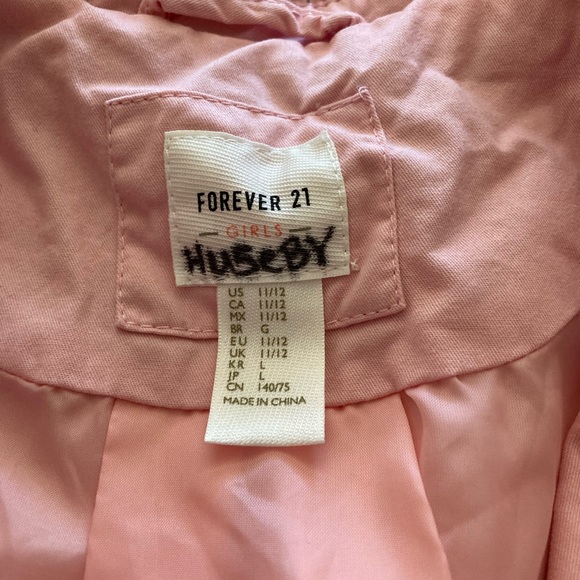 FOREVER 21
GIRLS
HUSEBY
US 11/12
CA 11/12
MX 11/12
BR G
EU 11/12
UK 11/12
KR L
JP L
CN 140/75
MADE IN CHINA